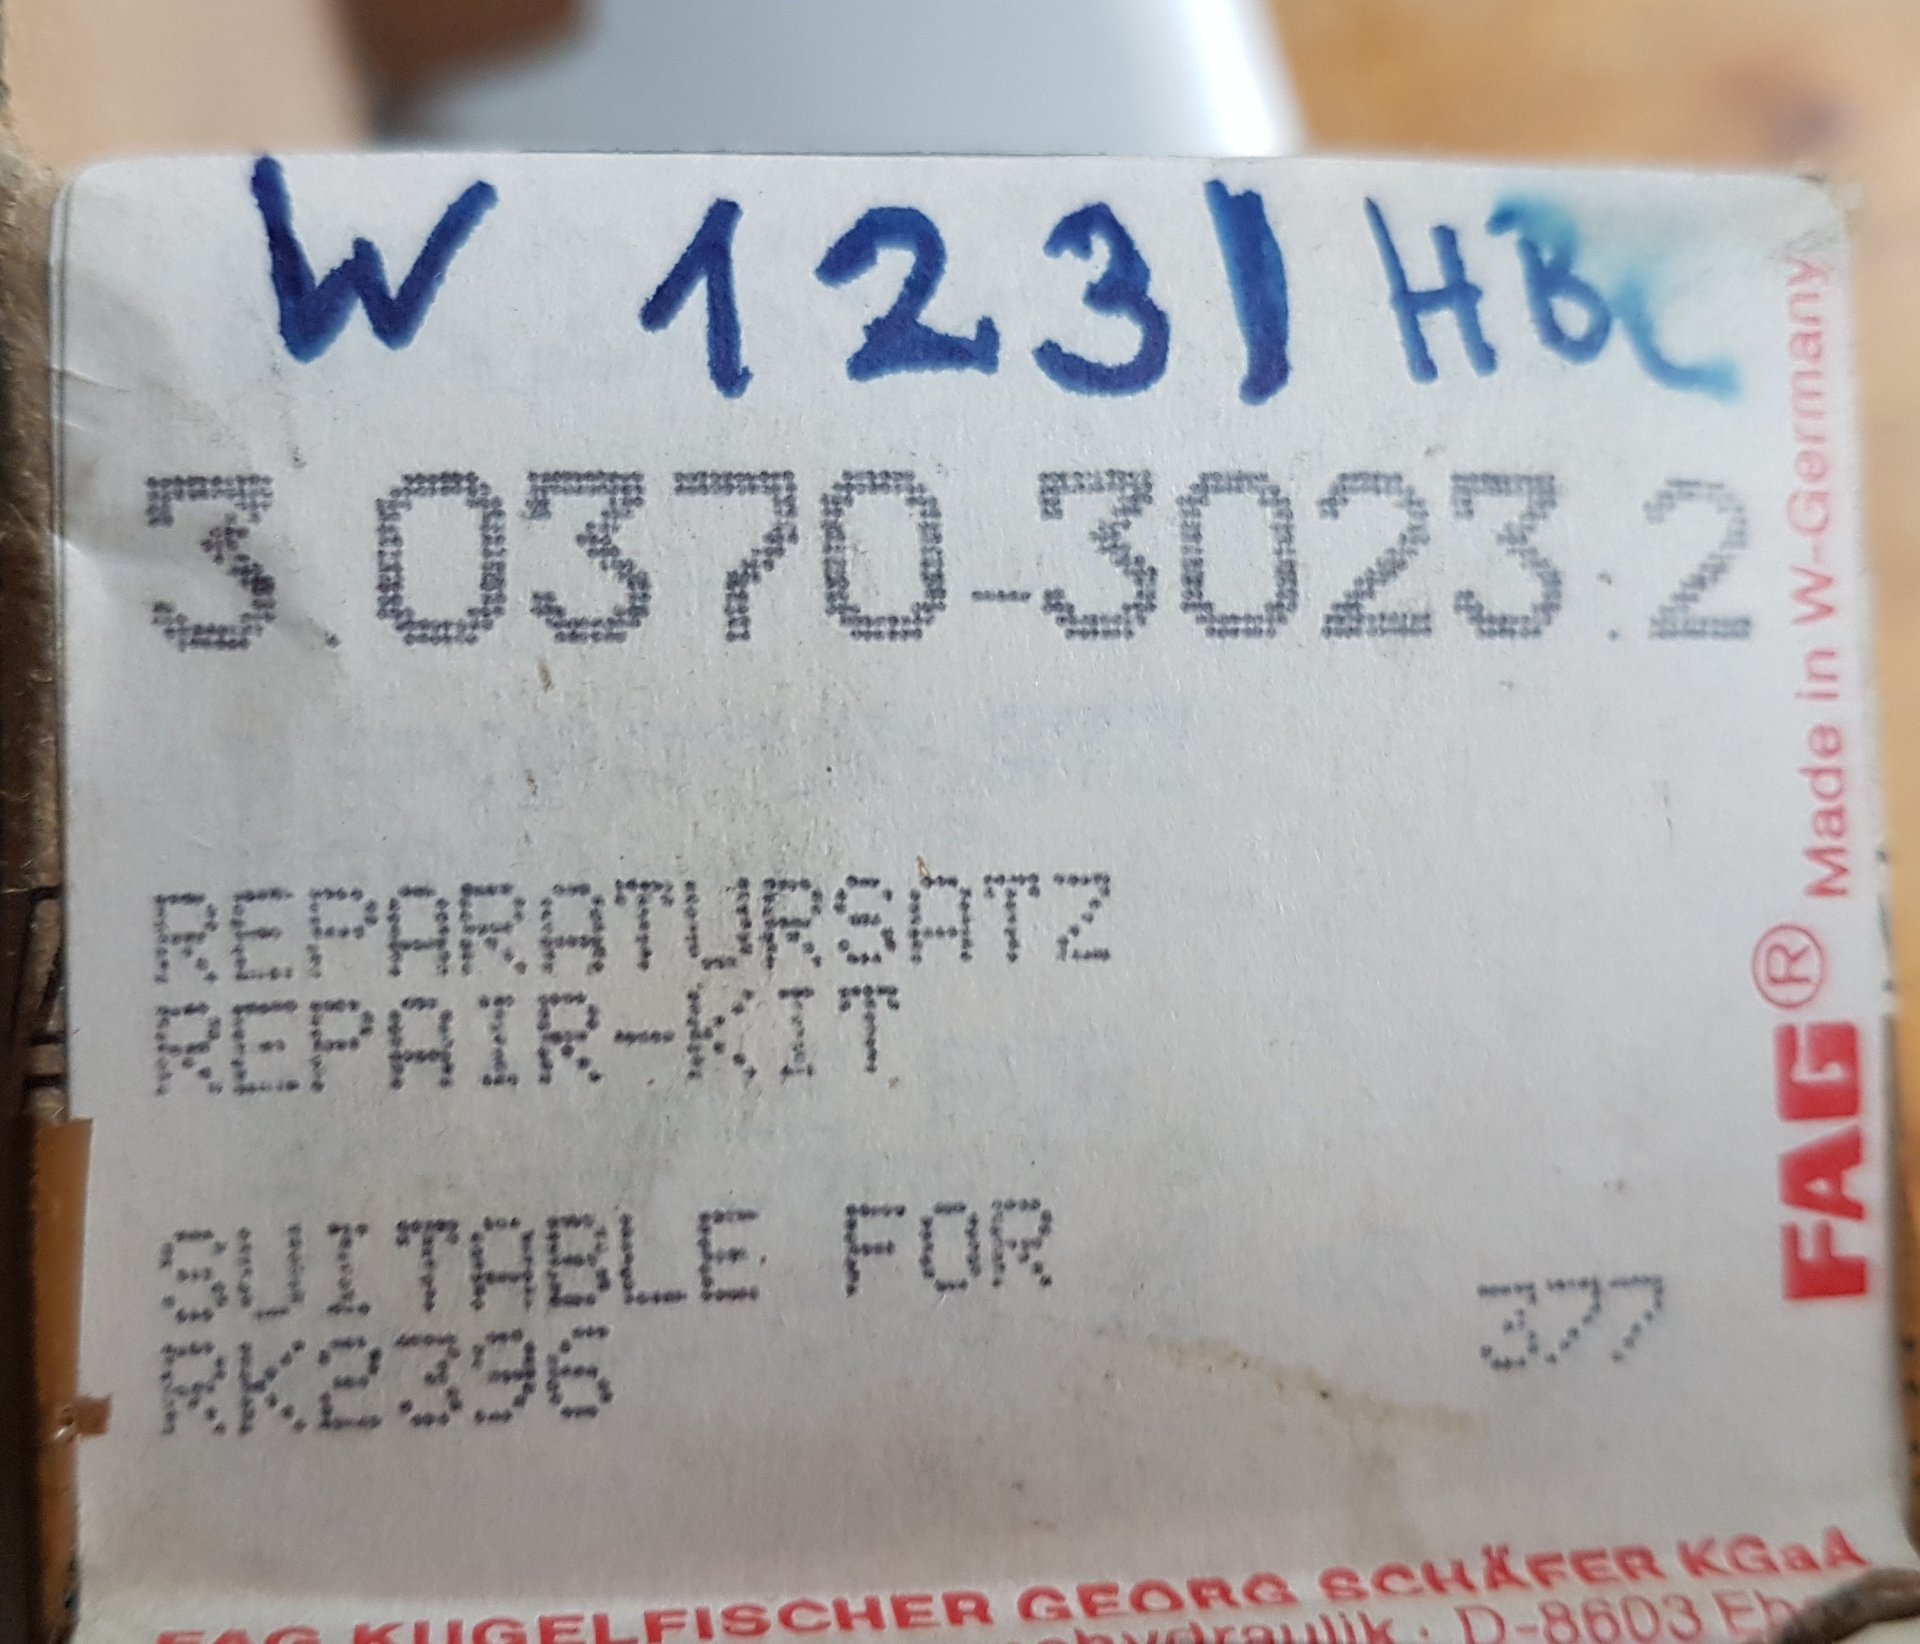 W 123 / HBC
3.0370-3023.2
REPARATURSATZ
REPAIR-KIT
SUITABLE FOR
RK2396
377
FAG® Made in W-Germany
FAG KUGELFISCHER GEORG SCHÄFER KGaA
D-8603